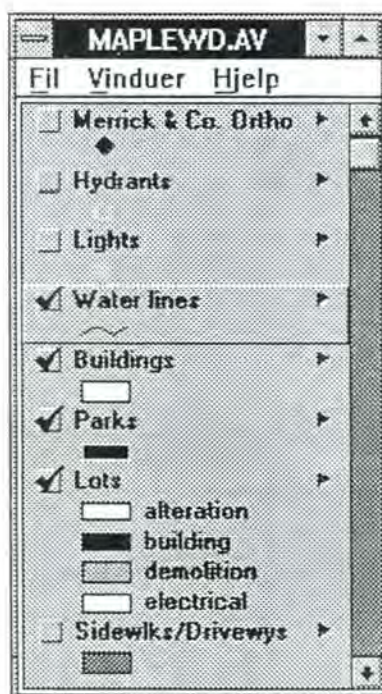 MAPLEWD.AV
Fil Vinduer Hjelp
Merrick & Co. Ortho
Hydrants
Lights
Water lines
Buildings
Parks
Lots
alteration
building
demolition
electrical
Sidewlks/Drivewys